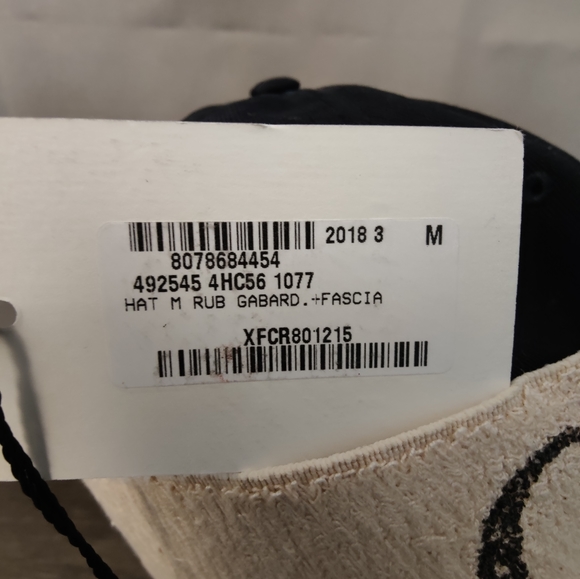 2018 3 M
8078684454
492545 4HC56 1077
HAT M RUB GABARD.+FASCIA
XFCR801215